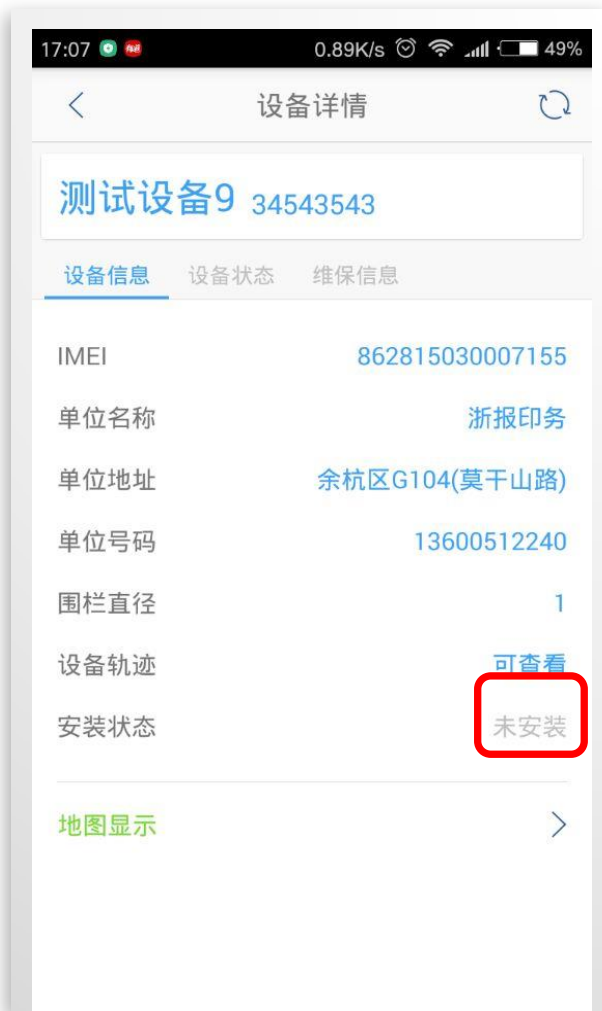 17:07 0.89K/s 49%
设备详情
测试设备9 34543543
设备信息 设备状态 维保信息
IMEI 862815030007155
单位名称 浙报印务
单位地址 余杭区G104(莫干山路)
单位号码 13600512240
围栏直径 1
设备轨迹 可查看
安装状态 未安装
地图显示